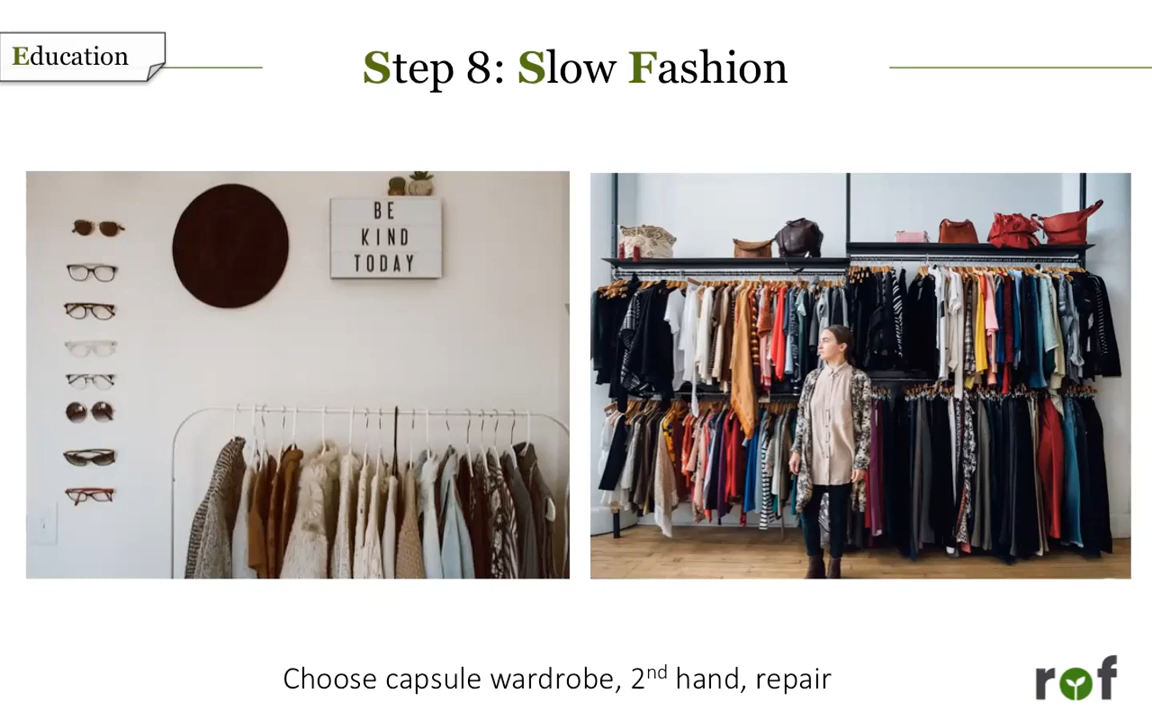 Education
Step 8: Slow Fashion
BE
KIND
TODAY
Choose capsule wardrobe, 2nd hand, repair
rof